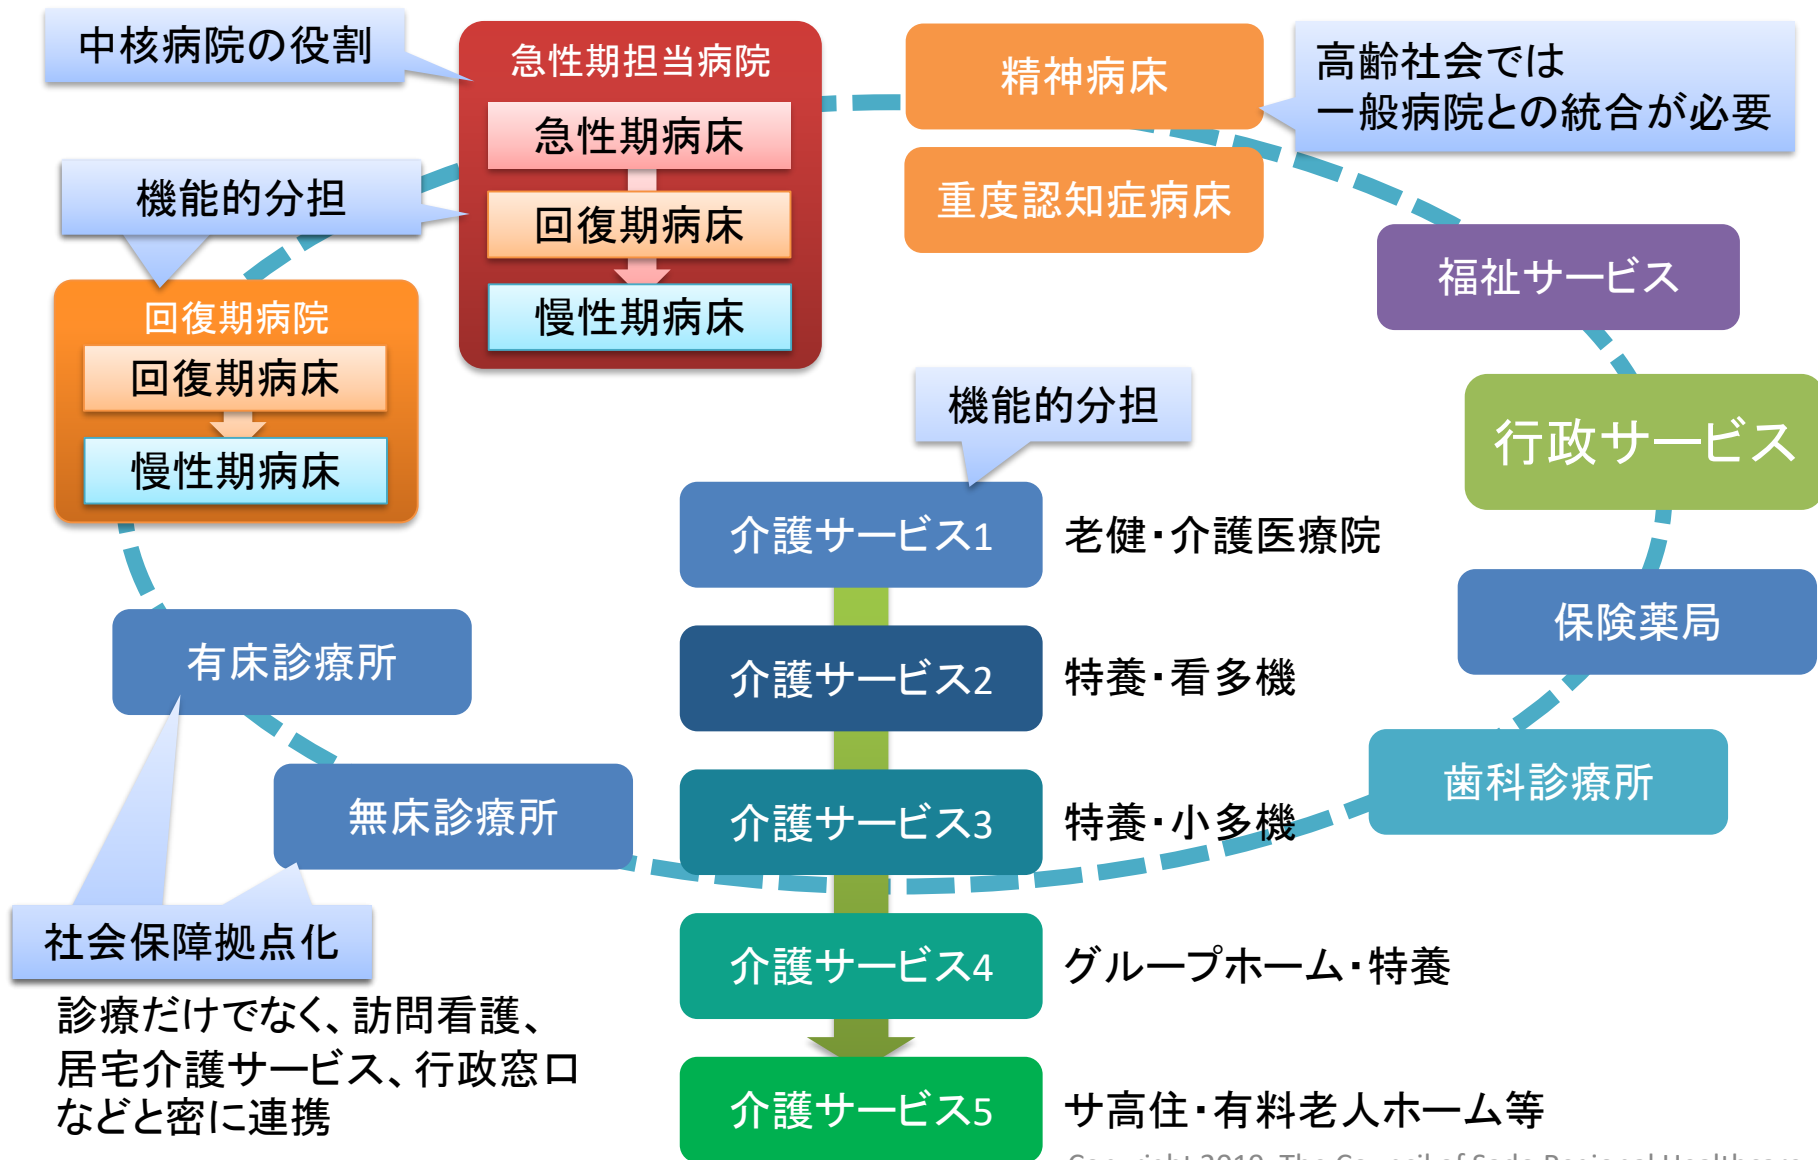 中核病院の役割
急性期担当病院
急性期病床
回復期病床
慢性期病床
精神病床
重度認知症病床
高齢社会では
一般病院との統合が必要
機能的分担
回復期病院
回復期病床
慢性期病床
福祉サービス
行政サービス
機能的分担
介護サービス1
老健・介護医療院
介護サービス2
特養・看多機
介護サービス3
特養・小多機
介護サービス4
グループホーム・特養
介護サービス5
サ高住・有料老人ホーム等
保険薬局
歯科診療所
有床診療所
無床診療所
社会保障拠点化
診療だけでなく、訪問看護、
居宅介護サービス、行政窓口
などと密に連携
Copyright 2019 The Council of Sado Regional Healthcare